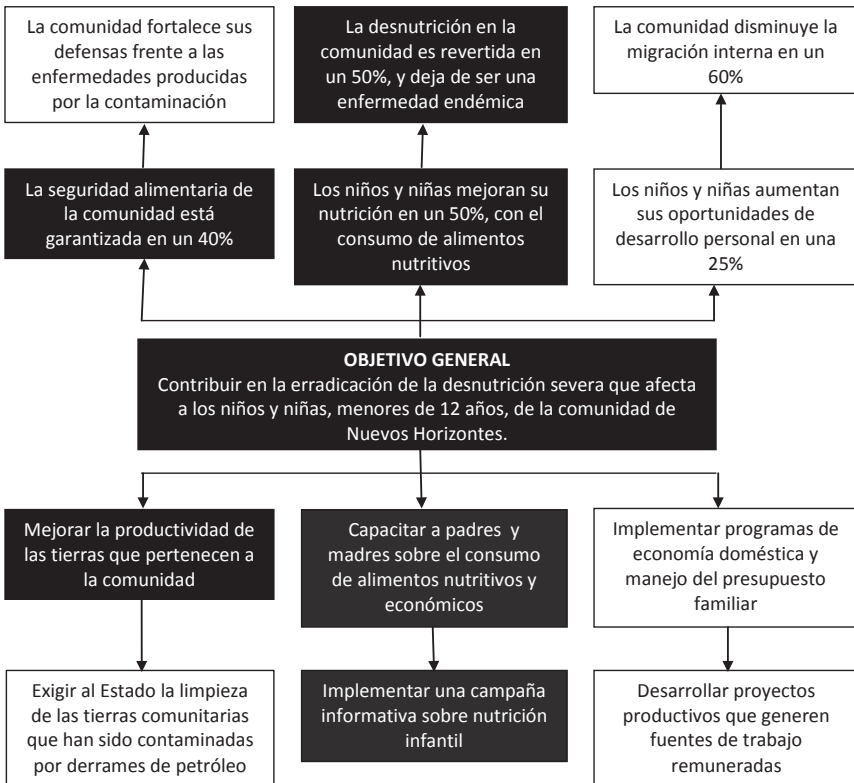 La comunidad fortalece sus
defensas frente a las
enfermedades producidas
por la contaminación
La desnutrición en la
comunidad es revertida en
un 50%, y deja de ser una
enfermedad endémica
La comunidad disminuye la
migración interna en un
60%
La seguridad alimentaria de
la comunidad está
garantizada en un 40%
Los niños y niñas mejoran su
nutrición en un 50%, con el
consumo de alimentos
nutritivos
Los niños y niñas aumentan
sus oportunidades de
desarrollo personal en una
25%
OBJETIVO GENERAL
Contribuir en la erradicación de la desnutrición severa que afecta
a los niños y niñas, menores de 12 años, de la comunidad de
Nuevos Horizontes.
Mejorar la productividad de
las tierras que pertenecen a
la comunidad
Capacitar a padres y
madres sobre el consumo
de alimentos nutritivos y
económicos
Implementar programas de
economía doméstica y
manejo del presupuesto
familiar
Exigir al Estado la limpieza
de las tierras comunitarias
que han sido contaminadas
por derrames de petróleo
Implementar una campaña
informativa sobre nutrición
infantil
Desarrollar proyectos
productivos que generen
fuentes de trabajo
remuneradas